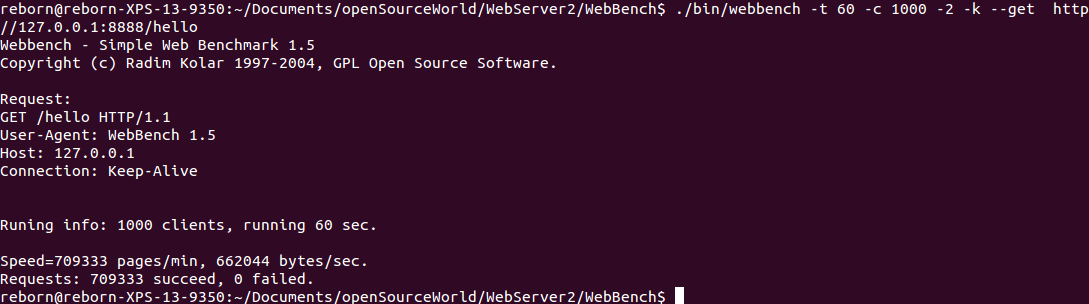 reborn@reborn-XPS-13-9350:~/Documents/openSourceWorld/WebServer2/WebBench$ ./bin/webbench -t 60 -c 1000 -2 -k --get  http
//127.0.0.1:8888/hello
Webbench - Simple Web Benchmark 1.5
Copyright (c) Radim Kolar 1997-2004, GPL Open Source Software.

Request:
GET /hello HTTP/1.1
User-Agent: WebBench 1.5
Host: 127.0.0.1
Connection: Keep-Alive


Runing info: 1000 clients, running 60 sec.

Speed=709333 pages/min, 662044 bytes/sec.
Requests: 709333 succeed, 0 failed.
reborn@reborn-XPS-13-9350:~/Documents/openSourceWorld/WebServer2/WebBench$